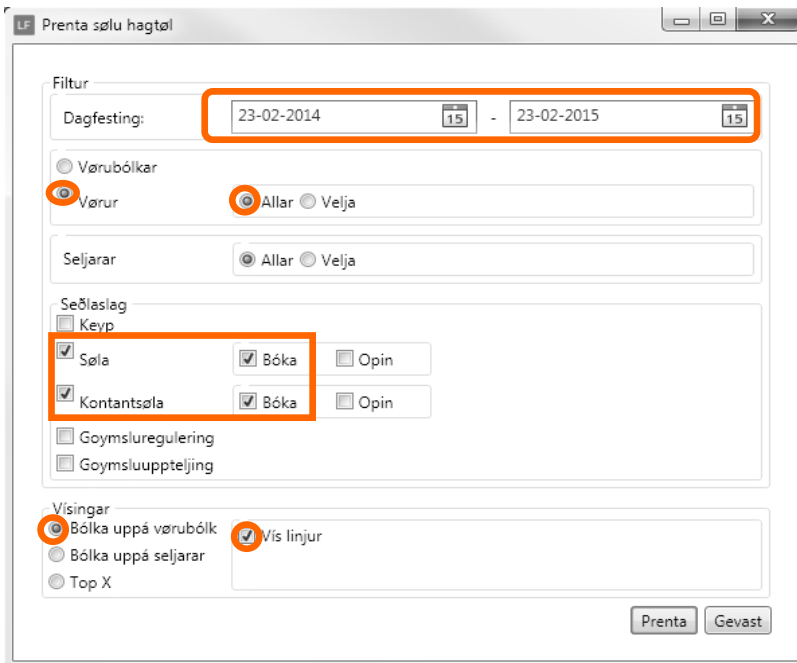 LF Prenta sølu hagtøl
Filtur
Dagfesting: 23-02-2014 15 - 23-02-2015 15
Vørubólkar
Vørur Allar Velja
Seljarar Allar Velja
Seðlaslag
Keyp
Søla Bóka Opin
Kontantsøla Bóka Opin
Goymsluregulering
Goymsluuppteljing
Vísingar
Bólka uppá vørubólk Vís linjur
Bólka uppá seljarar
Top X
Prenta Gevast